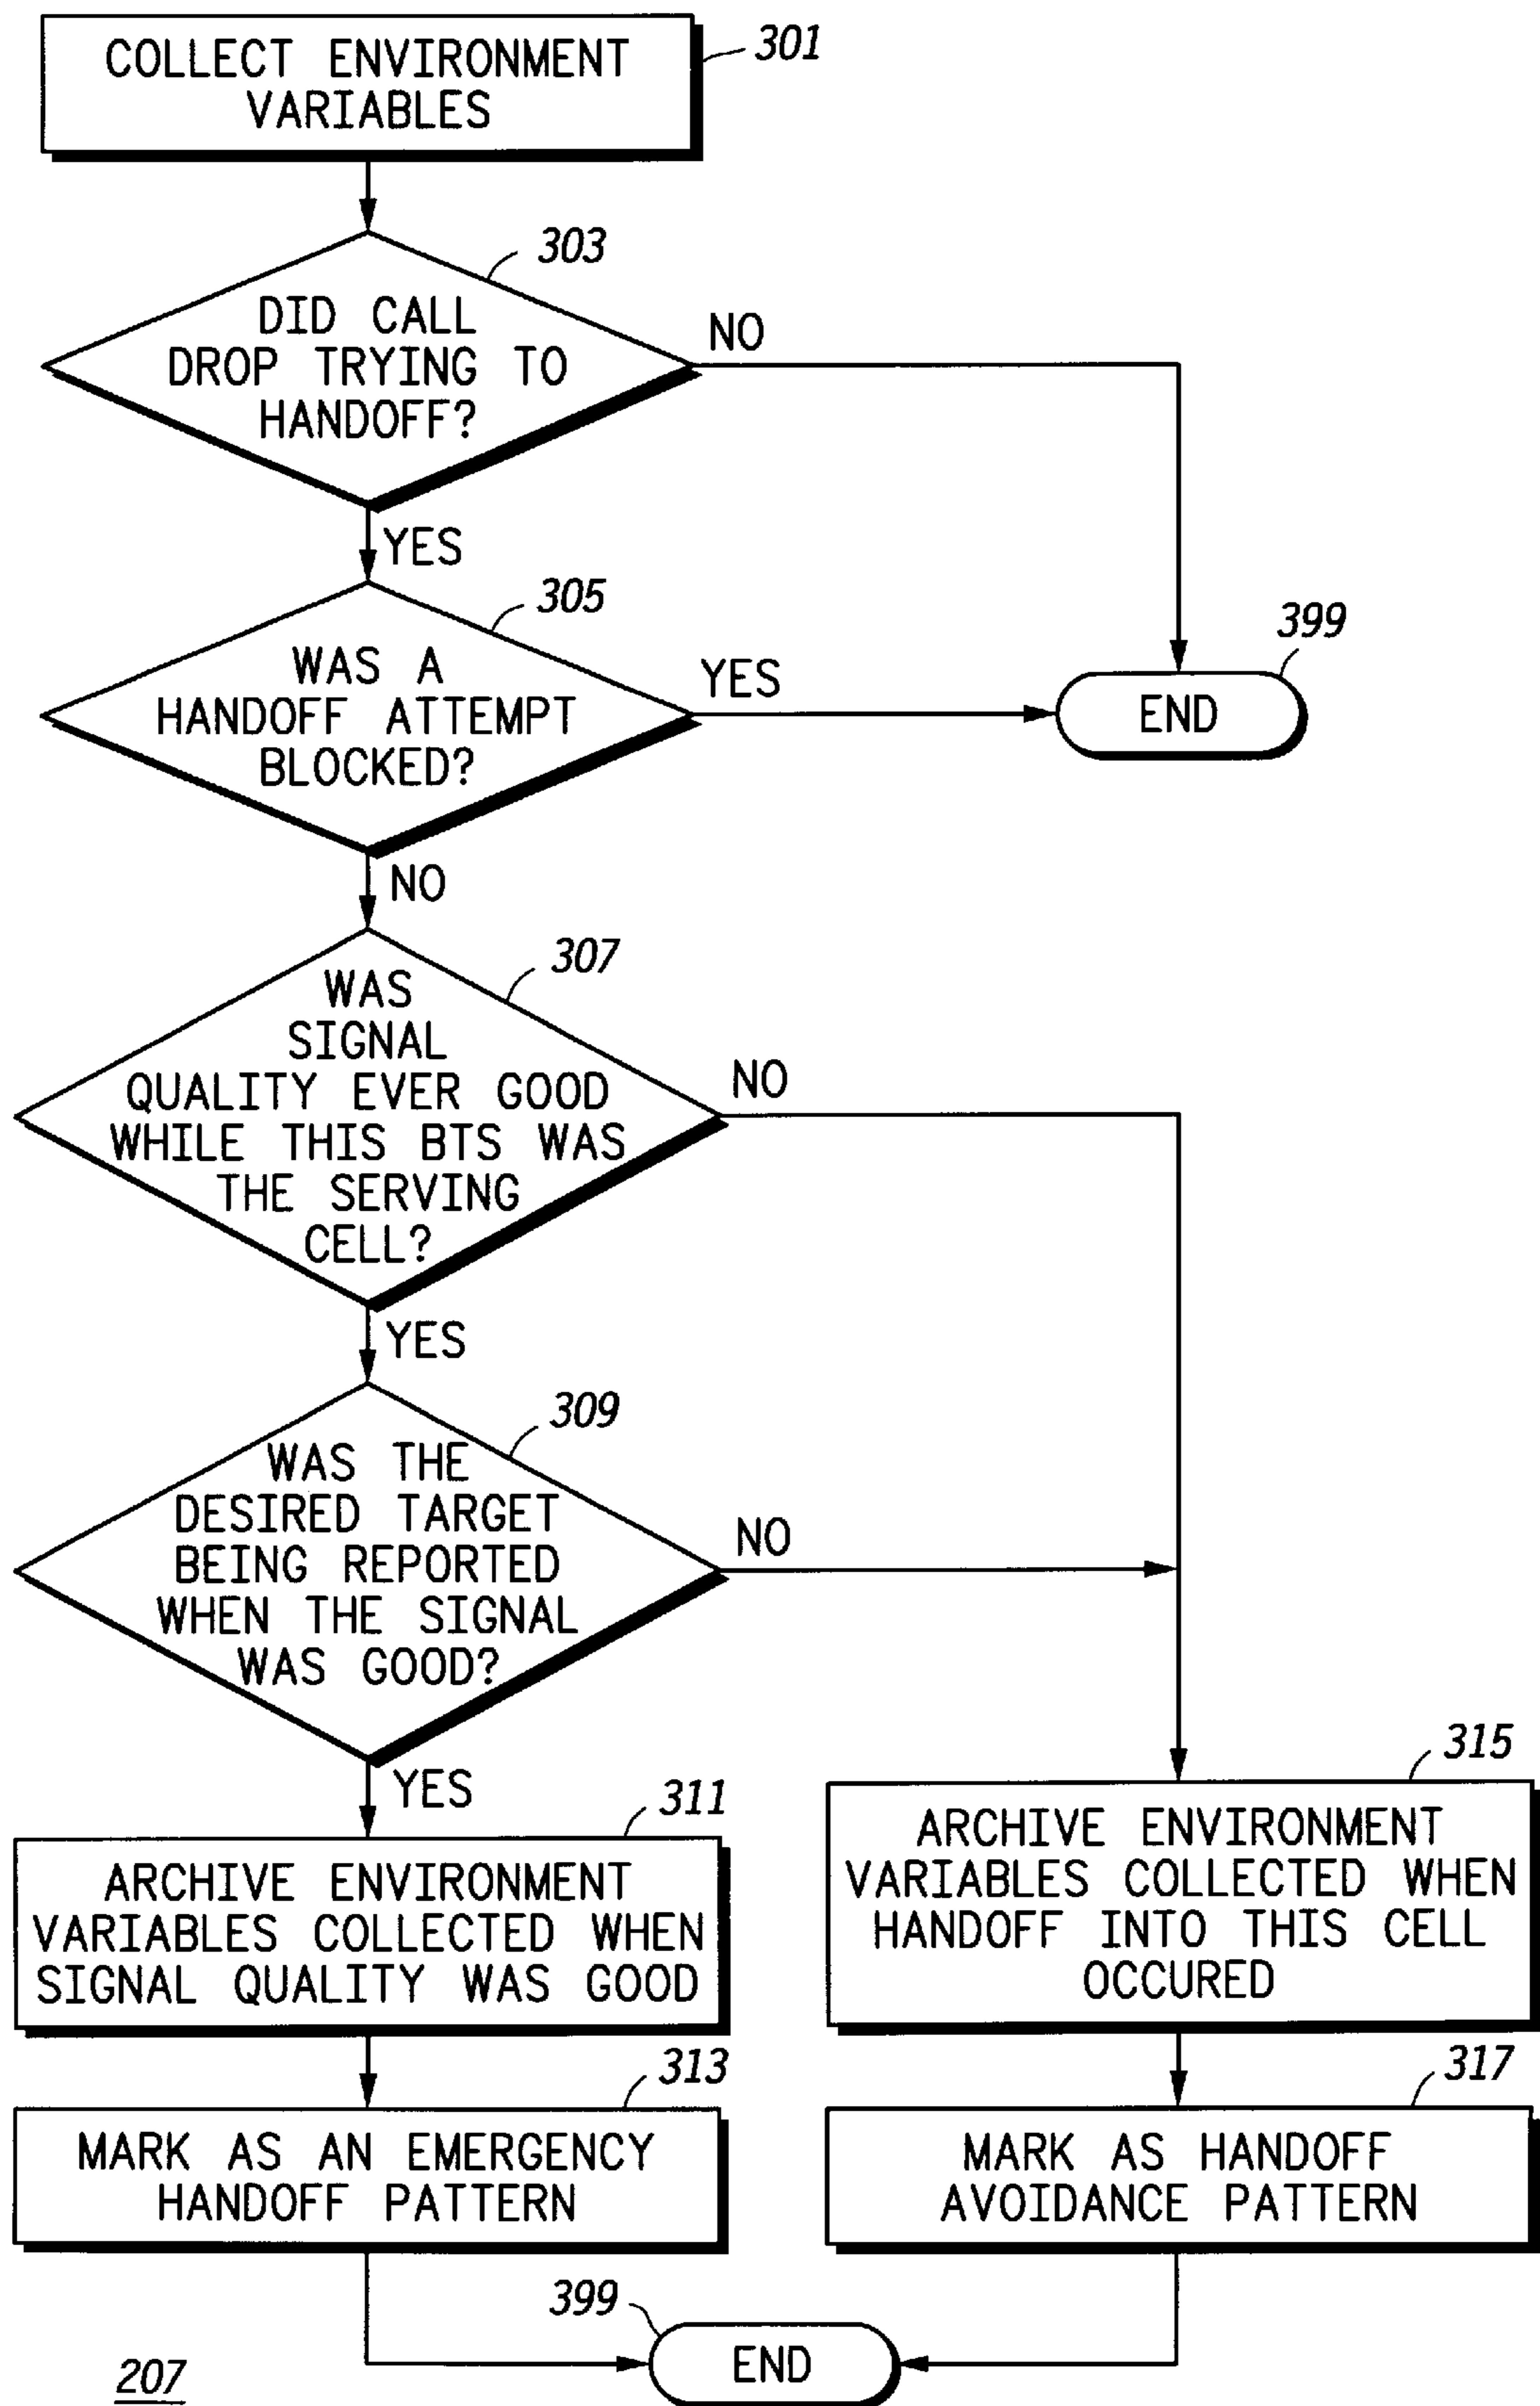 COLLECT ENVIRONMENT
VARIABLES
301
303
DID CALL
DROP TRYING TO
HANDOFF?
NO
YES
305
WAS A
HANDOFF ATTEMPT
BLOCKED?
YES
399
END
NO
307
WAS
SIGNAL
QUALITY EVER GOOD
WHILE THIS BTS WAS
THE SERVING
CELL?
NO
YES
309
WAS THE
DESIRED TARGET
BEING REPORTED
WHEN THE SIGNAL
WAS GOOD?
NO
YES
311
ARCHIVE ENVIRONMENT
VARIABLES COLLECTED WHEN
SIGNAL QUALITY WAS GOOD
315
ARCHIVE ENVIRONMENT
VARIABLES COLLECTED WHEN
HANDOFF INTO THIS CELL
OCCURED
313
MARK AS AN EMERGENCY
HANDOFF PATTERN
317
MARK AS HANDOFF
AVOIDANCE PATTERN
399
END
207